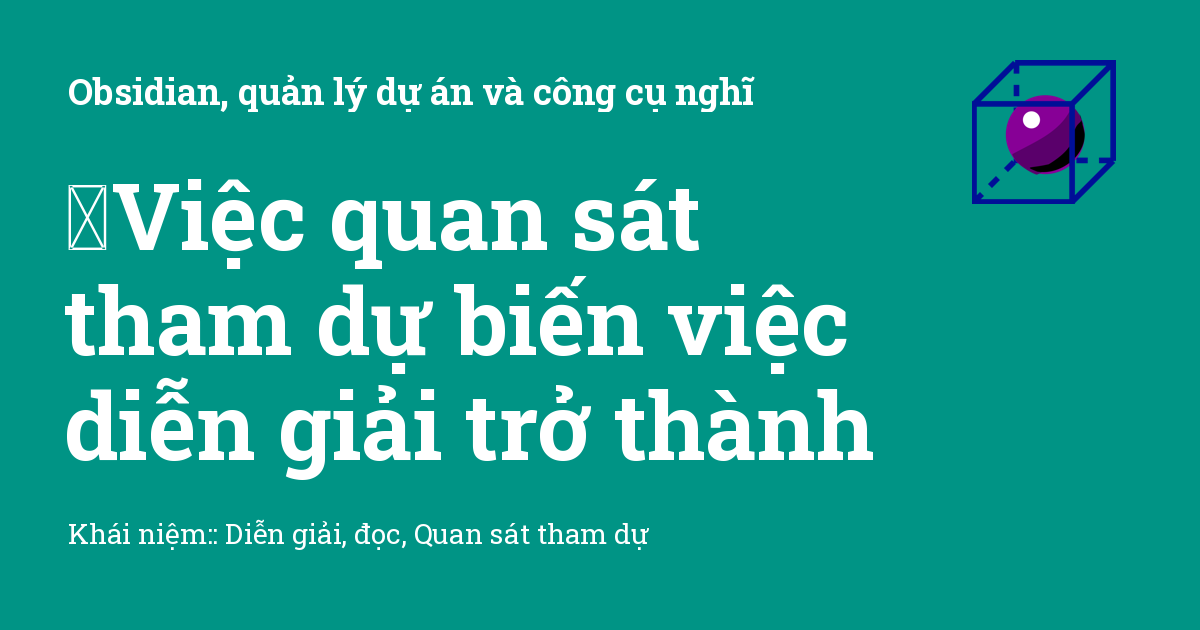 Obsidian, quản lý dự án và công cụ nghĩ
Việc quan sát
tham dự biến việc
diễn giải trở thành
Khái niệm:: Diễn giải, đọc, Quan sát tham dự